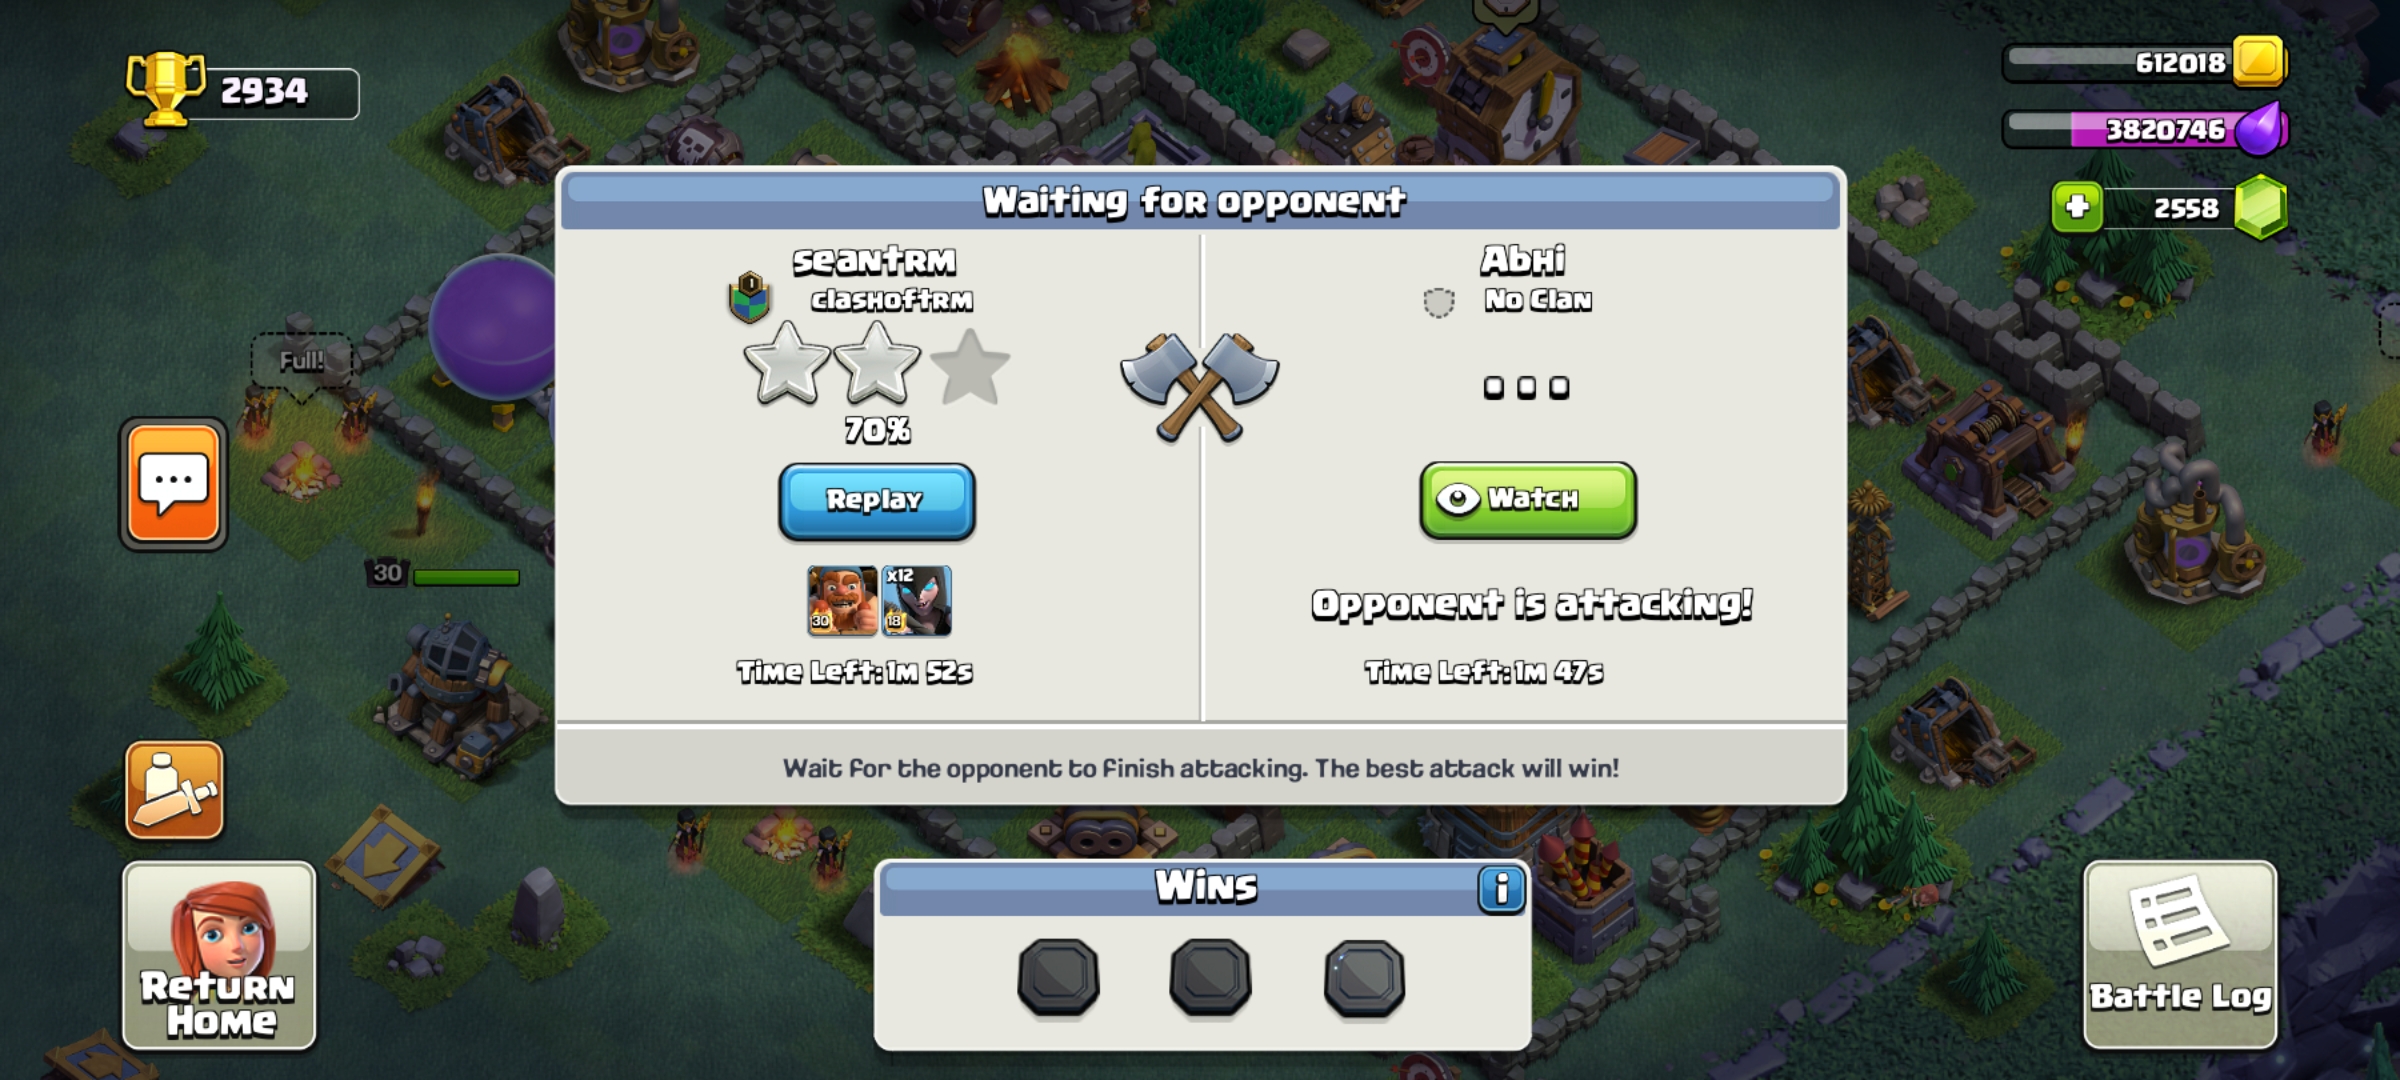 2934
612018
3820746
2558
Waiting for opponent
seantrm
clashoftrm
70%
Replay
30
x12
18
Time Left:1m 52s
Abhi
No Clan
Watch
Opponent is attacking!
Time Left:1m 47s
Wait for the opponent to finish attacking. The best attack will win!
Full!
30
Wins
i
Return
Home
Battle Log